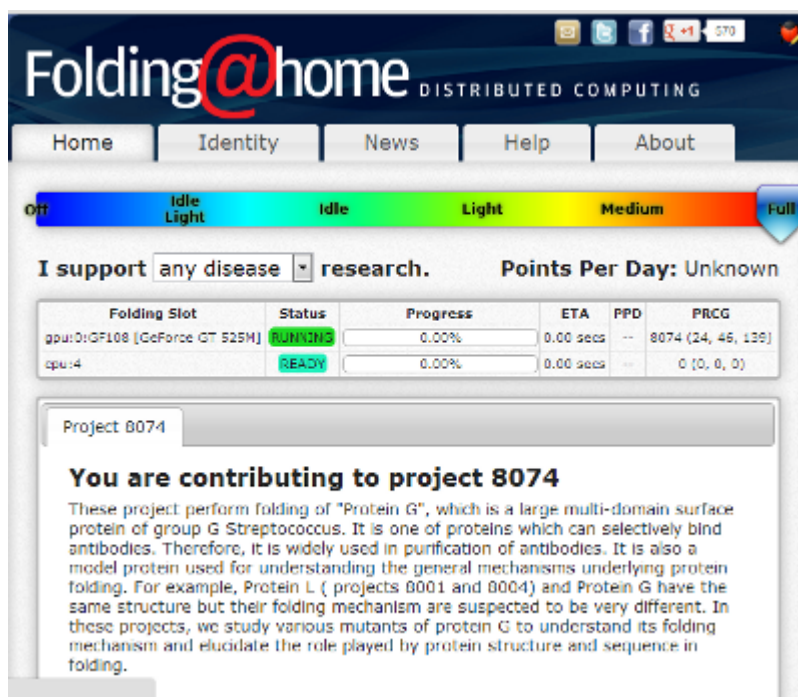 +1 570
Folding@home DISTRIBUTED COMPUTING
Home Identity News Help About
Off Idle Light Idle Light Medium Full
I support any disease research. Points Per Day: Unknown
Folding Slot Status Progress ETA PPD PRCG
gpu:0:GF108 [GeForce GT 525M] RUNNING 0.00% 0.00 secs -- 8074 (24, 46, 139)
cpu:4 READY 0.00% 0.00 secs -- 0 (0, 0, 0)
Project 8074
You are contributing to project 8074
These project perform folding of "Protein G", which is a large multi-domain surface
protein of group G Streptococcus. It is one of proteins which can selectively bind
antibodies. Therefore, it is widely used in purification of antibodies. It is also a
model protein used for understanding the general mechanisms underlying protein
folding. For example, Protein L ( projects 8001 and 8004) and Protein G have the
same structure but their folding mechanism are suspected to be very different. In
these projects, we study various mutants of protein G to understand its folding
mechanism and elucidate the role played by protein structure and sequence in
folding.